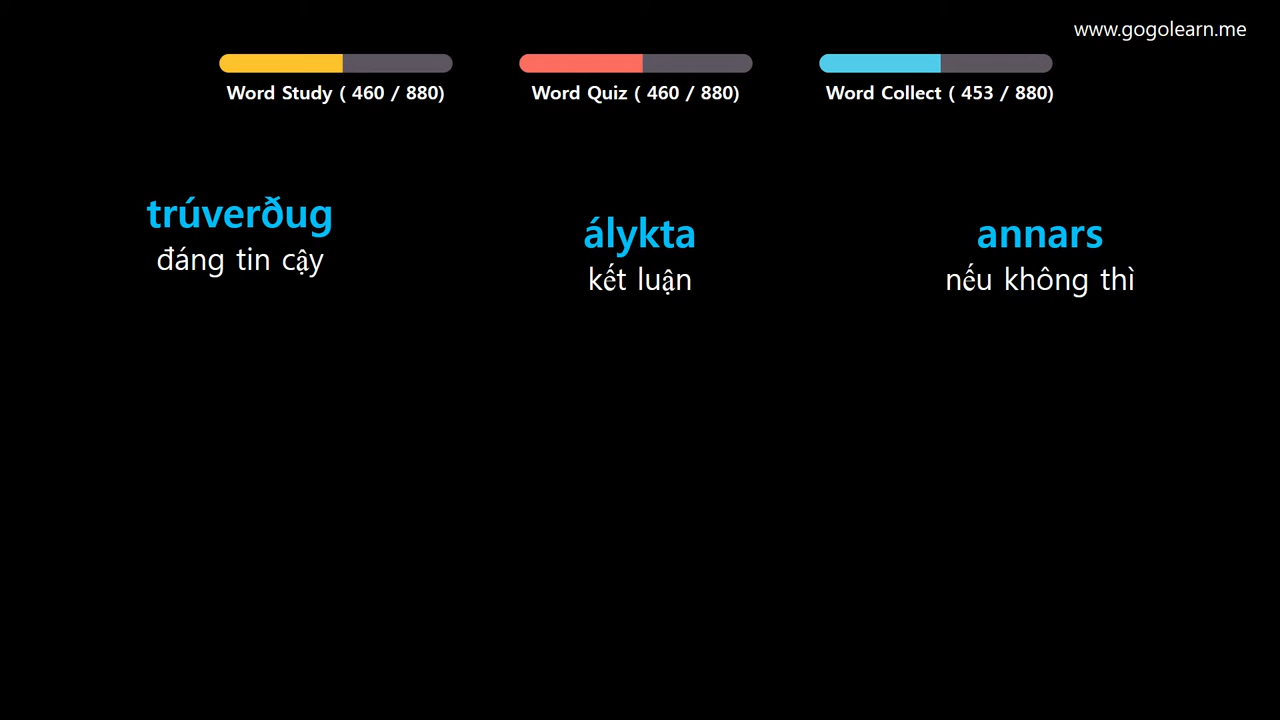 www.gogolearn.me
Word Study ( 460 / 880)
Word Quiz ( 460 / 880)
Word Collect ( 453 / 880)
trúverðug
đáng tin cậy
álykta
kết luận
annars
nếu không thì